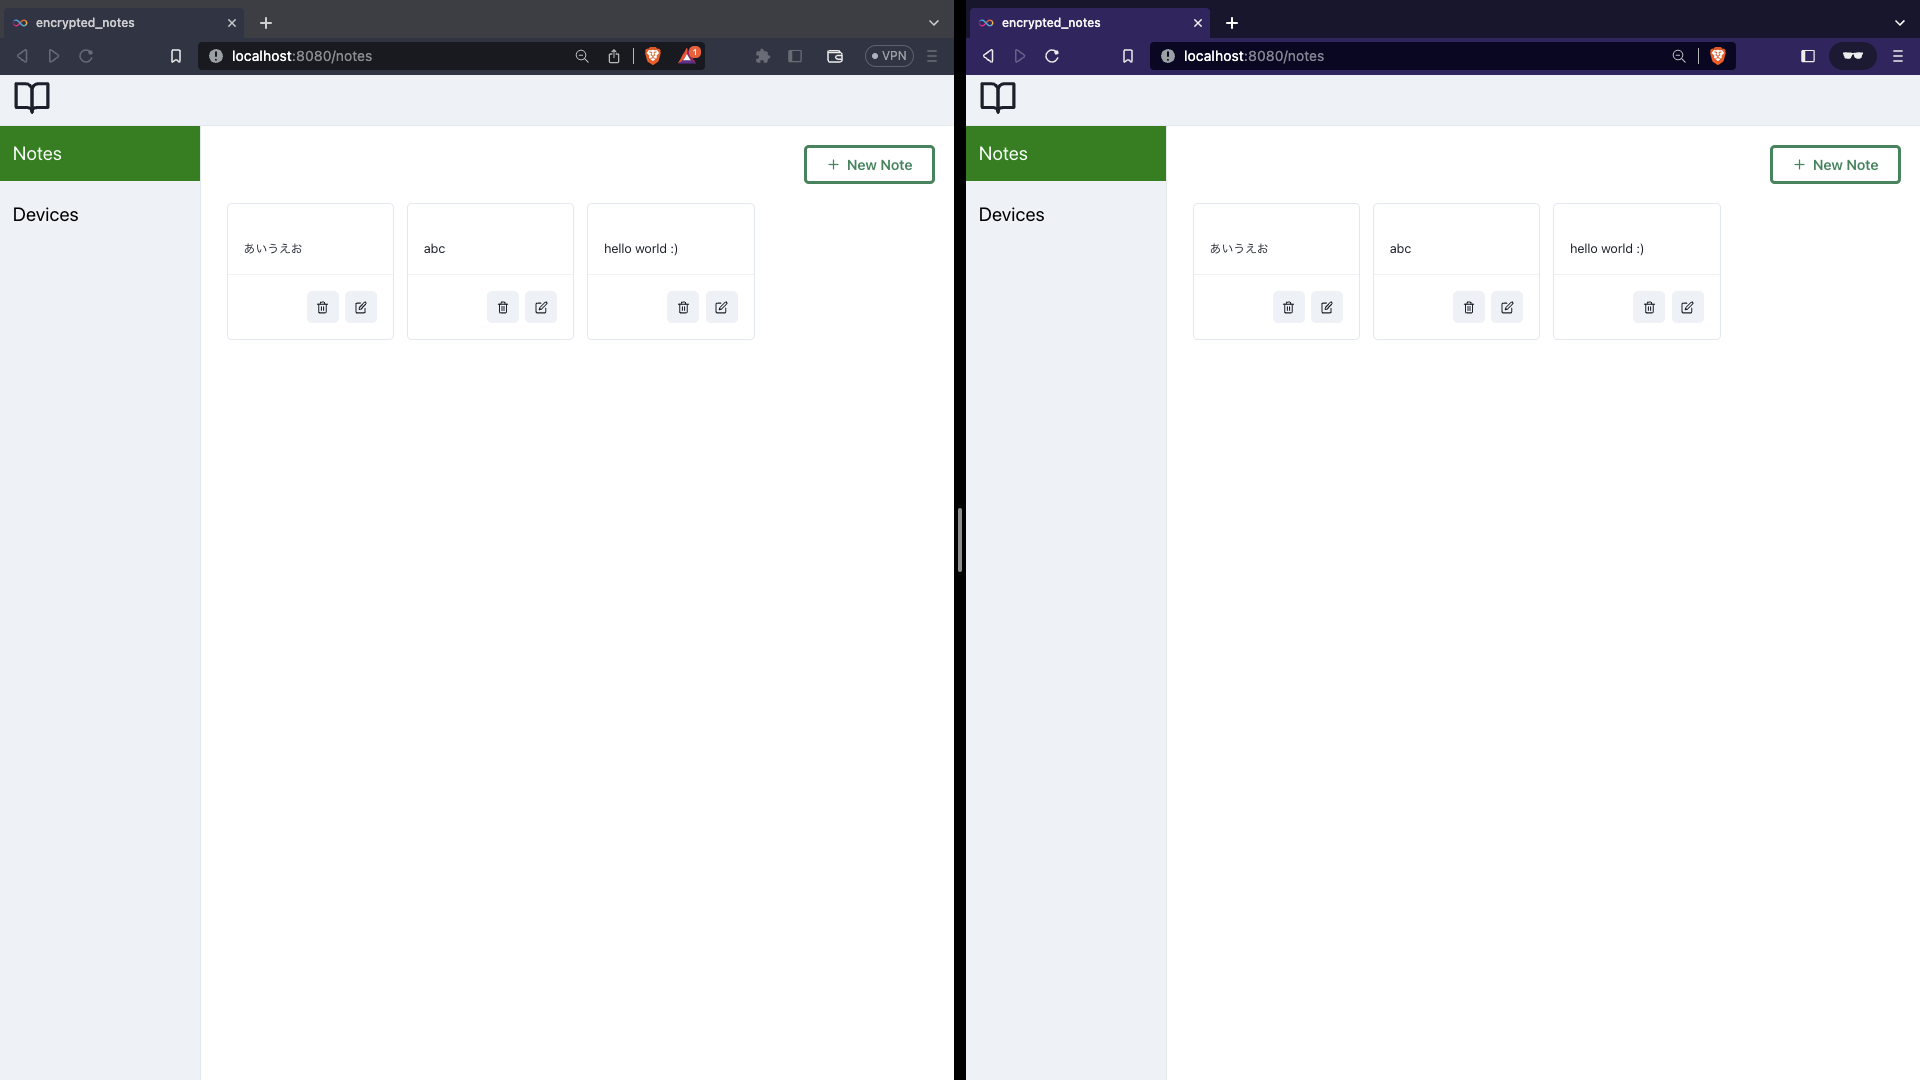 encrypted_notes
localhost:8080/notes
1
VPN
Notes
New Note
Devices
あいうえお
abc
hello world :)
encrypted_notes
localhost:8080/notes
Notes
New Note
Devices
あいうえお
abc
hello world :)